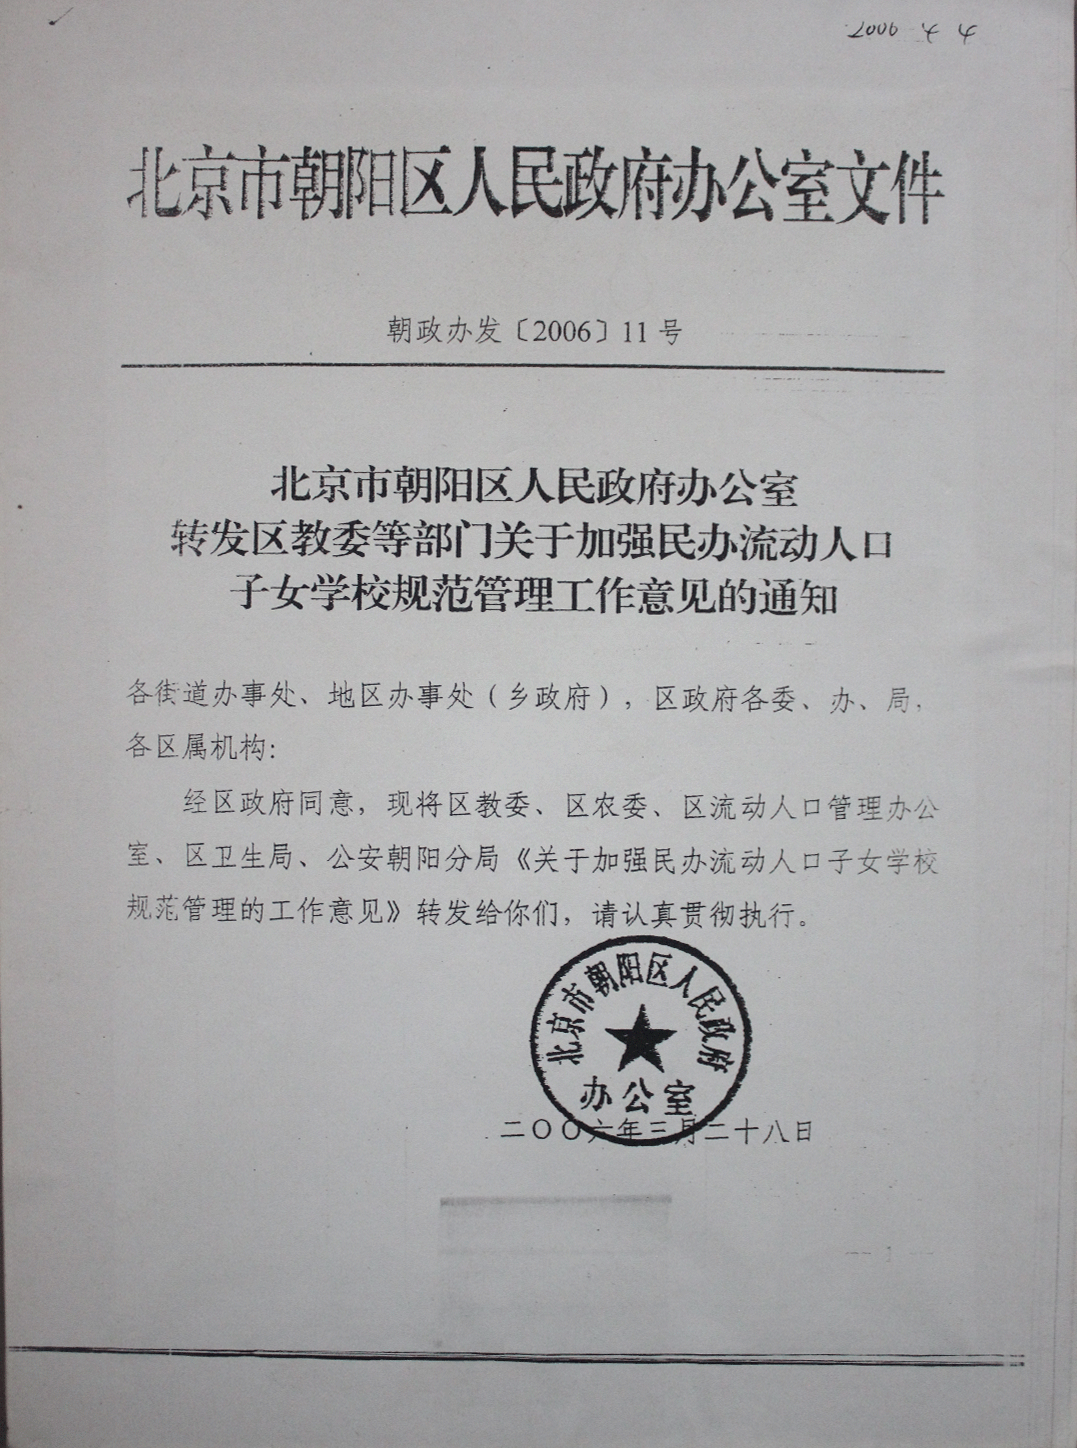 2006 六 九
北京市朝阳区人民政府办公室文件
朝政办发〔2006〕11 号
北京市朝阳区人民政府办公室
转发区教委等部门关于加强民办流动人口
子女学校规范管理工作意见的通知
各街道办事处、地区办事处（乡政府），区政府各委、办、局，
各区属机构：
经区政府同意，现将区教委、区农委、区流动人口管理办公
室、区卫生局、公安朝阳分局《关于加强民办流动人口子女学校
规范管理的工作意见》转发给你们，请认真贯彻执行。
北京市朝阳区人民政府
办公室
二〇〇六年三月二十八日
— 1 —